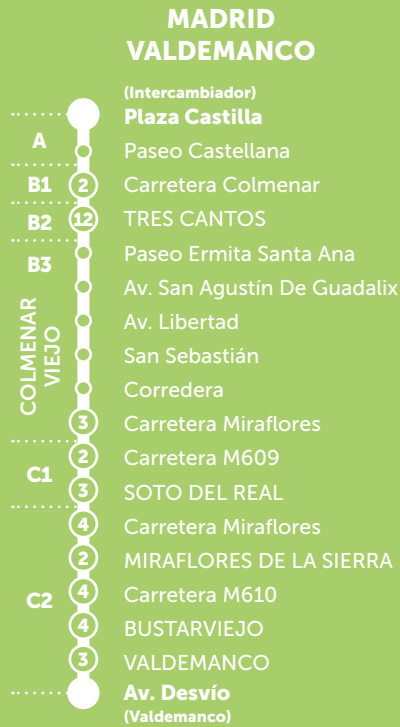 MADRID
VALDEMANCO
(Intercambiador)
Plaza Castilla
A
Paseo Castellana
B1 2 Carretera Colmenar
B2 12 TRES CANTOS
B3
Paseo Ermita Santa Ana
Av. San Agustín De Guadalix
COLMENAR
VIEJO
Av. Libertad
San Sebastián
Corredera
3 Carretera Miraflores
C1
2 Carretera M609
3 SOTO DEL REAL
4 Carretera Miraflores
2 MIRAFLORES DE LA SIERRA
C2
4 Carretera M610
4 BUSTARVIEJO
3 VALDEMANCO
Av. Desvío
(Valdemanco)